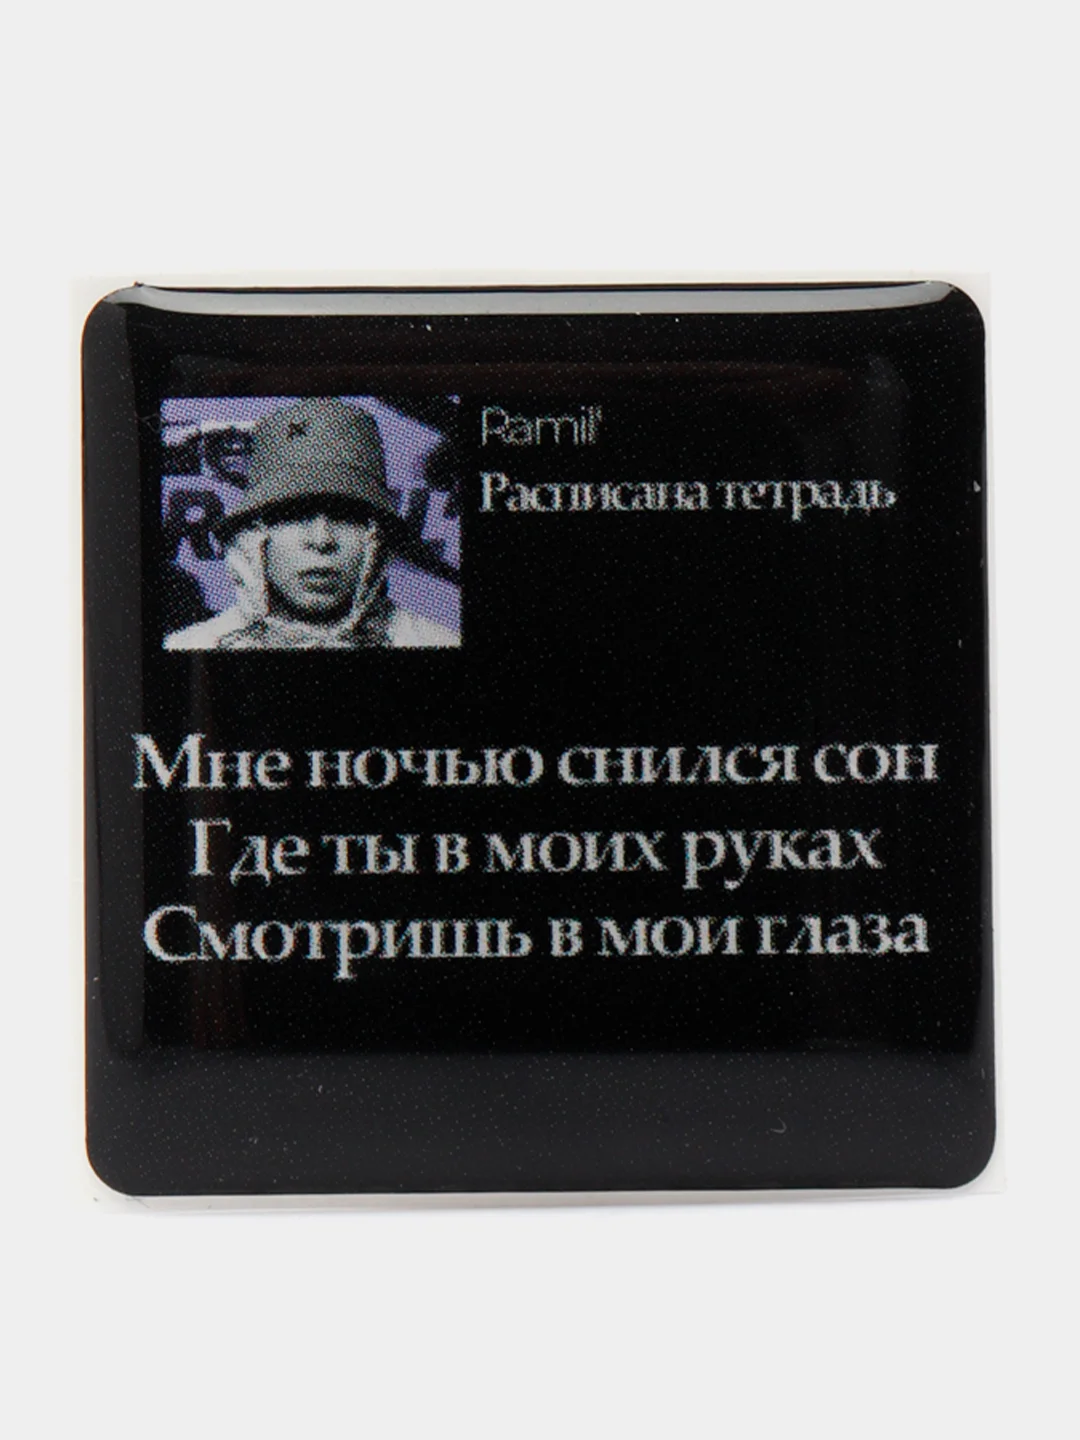 Ramil'
Расписана тетрадь
Мне ночью снился сон
Где ты в моих руках
Смотришь в мои глаза